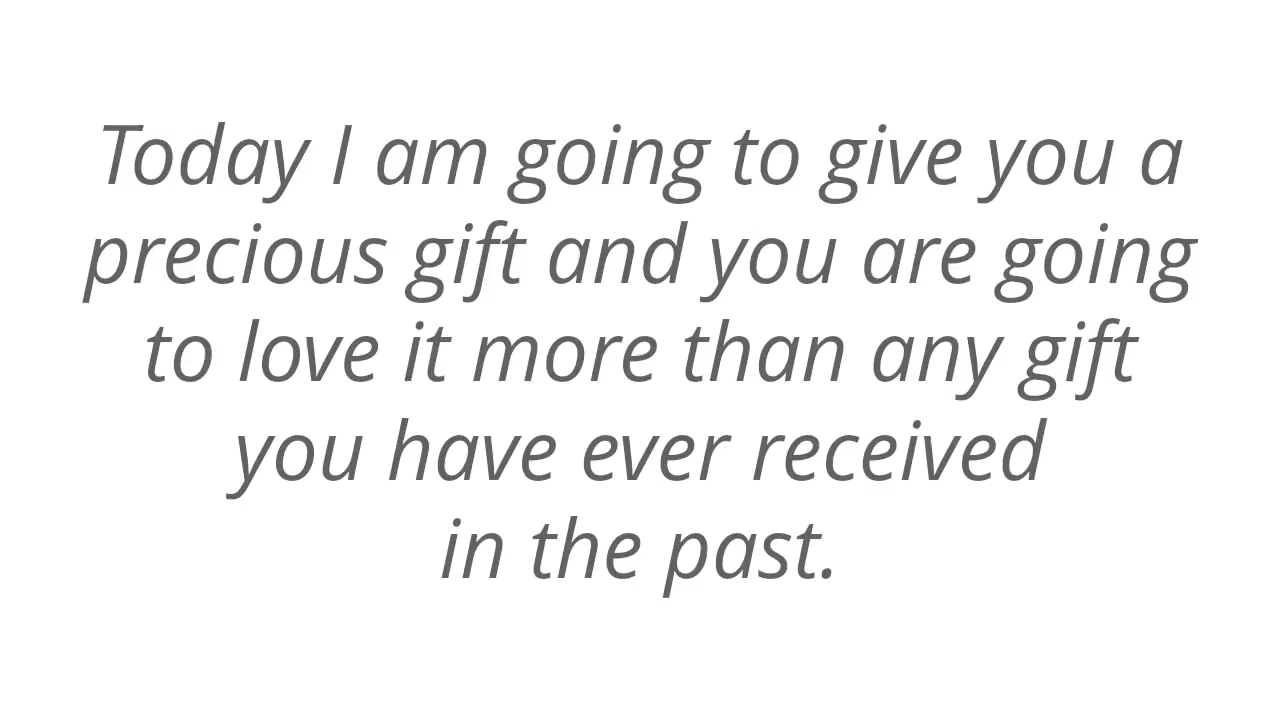 Today I am going to give you a
precious gift and you are going
to love it more than any gift
you have ever received
in the past.